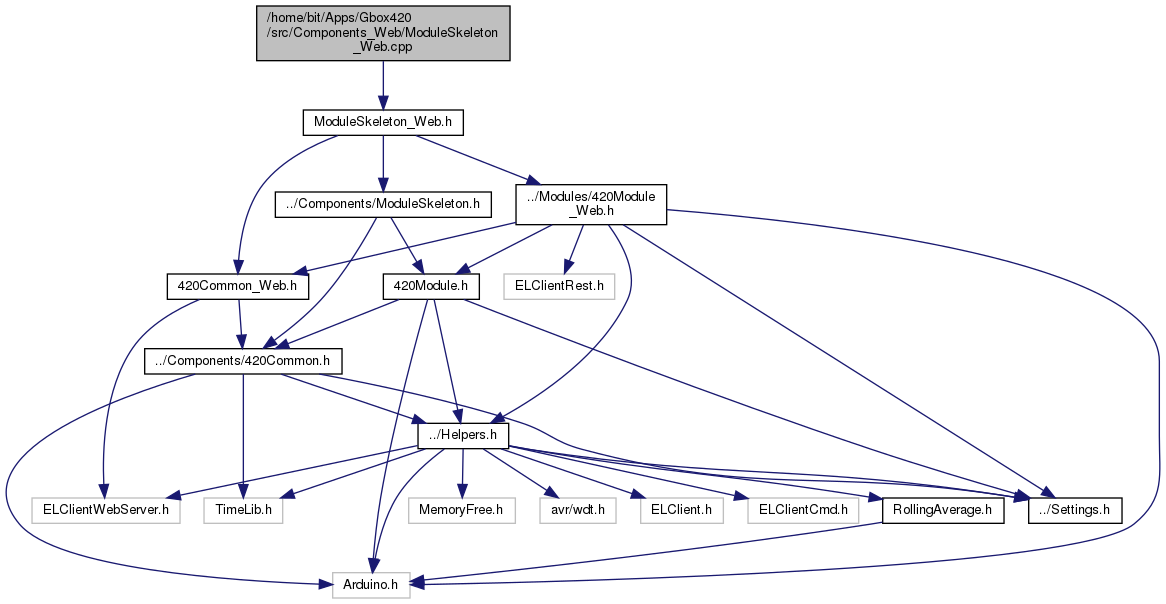 /home/bit/Apps/Gbox420
/src/Components_Web/ModuleSkeleton
_Web.cpp
ModuleSkeleton_Web.h
../Components/ModuleSkeleton.h
../Modules/420Module
_Web.h
420Common_Web.h
420Module.h
ELClientRest.h
../Components/420Common.h
../Helpers.h
ELClientWebServer.h
TimeLib.h
MemoryFree.h
avr/wdt.h
ELClient.h
ELClientCmd.h
RollingAverage.h
../Settings.h
Arduino.h